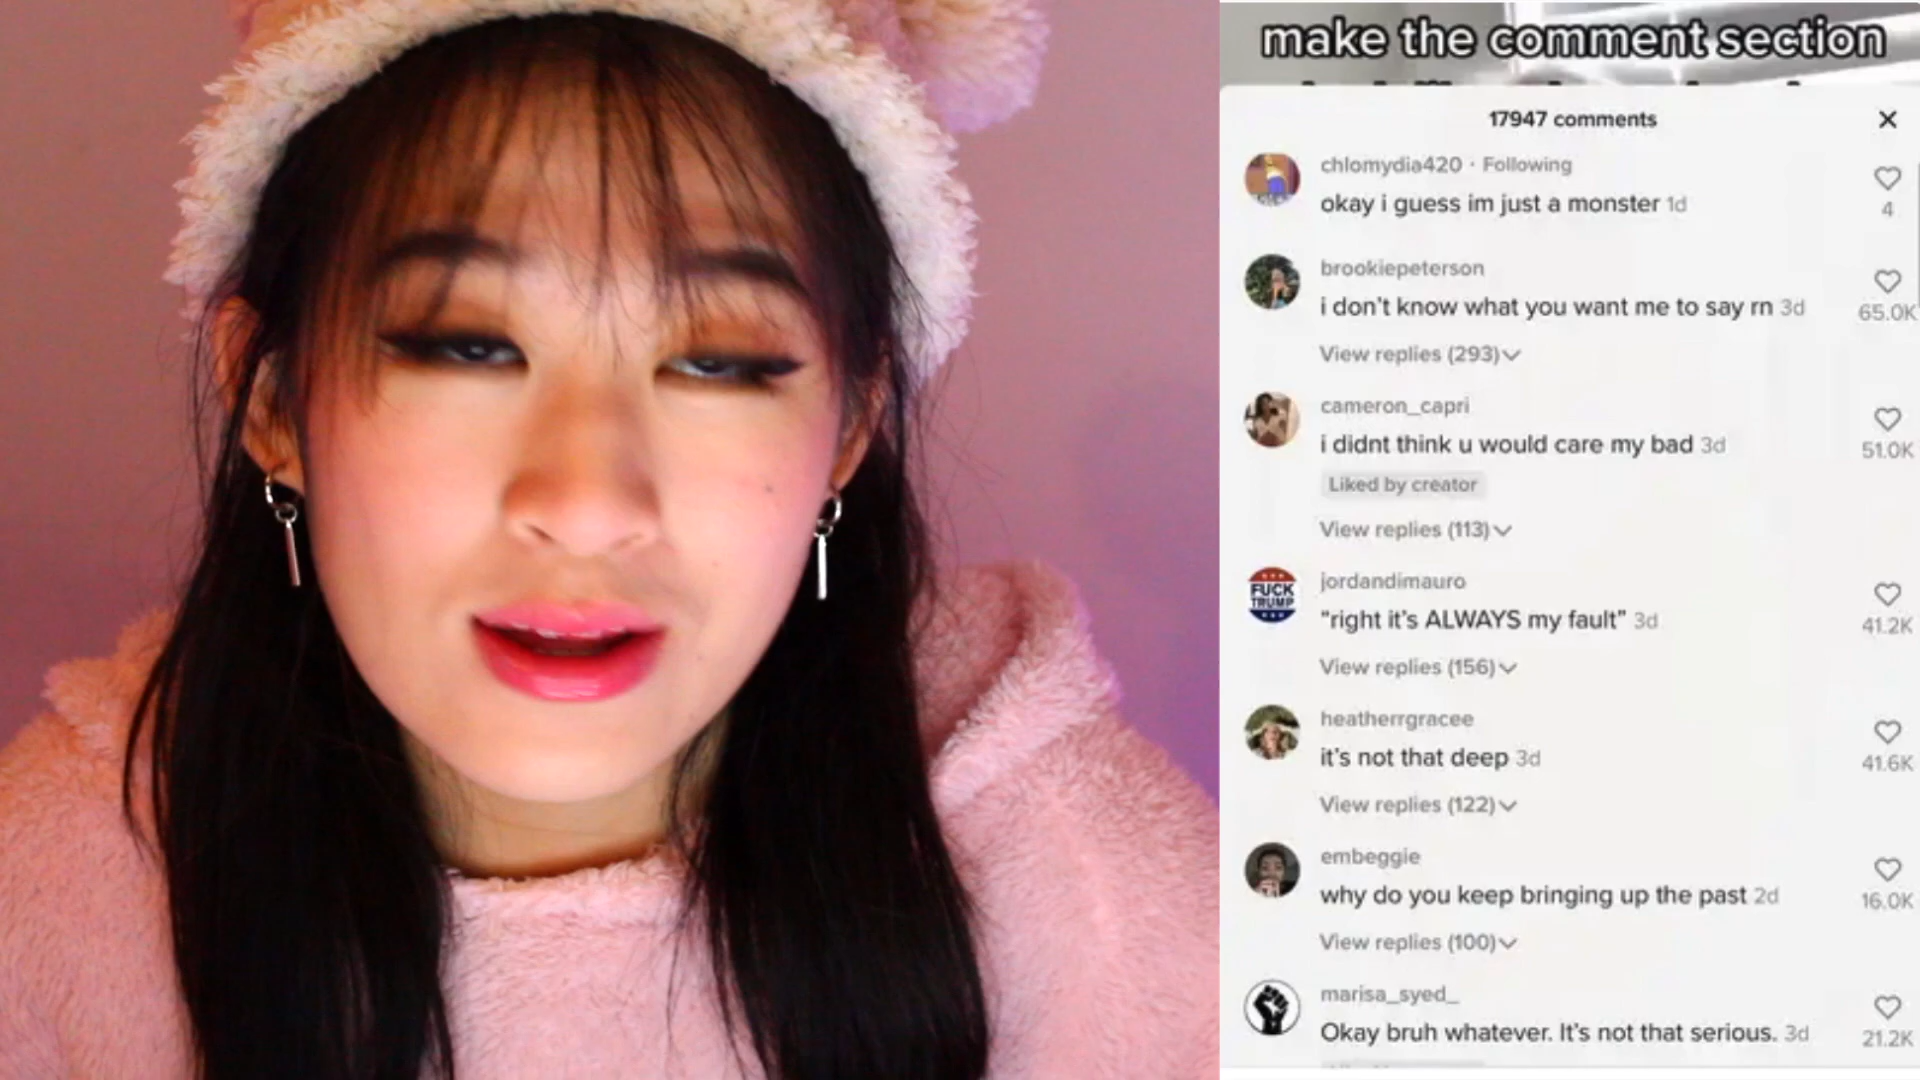 make the comment section
17947 comments
chlomydia420 · Following
okay i guess im just a monster 1d
4
brookiepeterson
i don't know what you want me to say rn 3d
65.0K
View replies (293)
cameron_capri
i didnt think u would care my bad 3d
51.0K
Liked by creator
View replies (113)
jordandimauro
FUCK
TRUMP
“right it's ALWAYS my fault” 3d
41.2K
View replies (156)
heatherrgracee
it's not that deep 3d
41.6K
View replies (122)
embeggie
why do you keep bringing up the past 2d
16.0K
View replies (100)
marisa_syed_
Okay bruh whatever. It's not that serious. 3d
21.2K